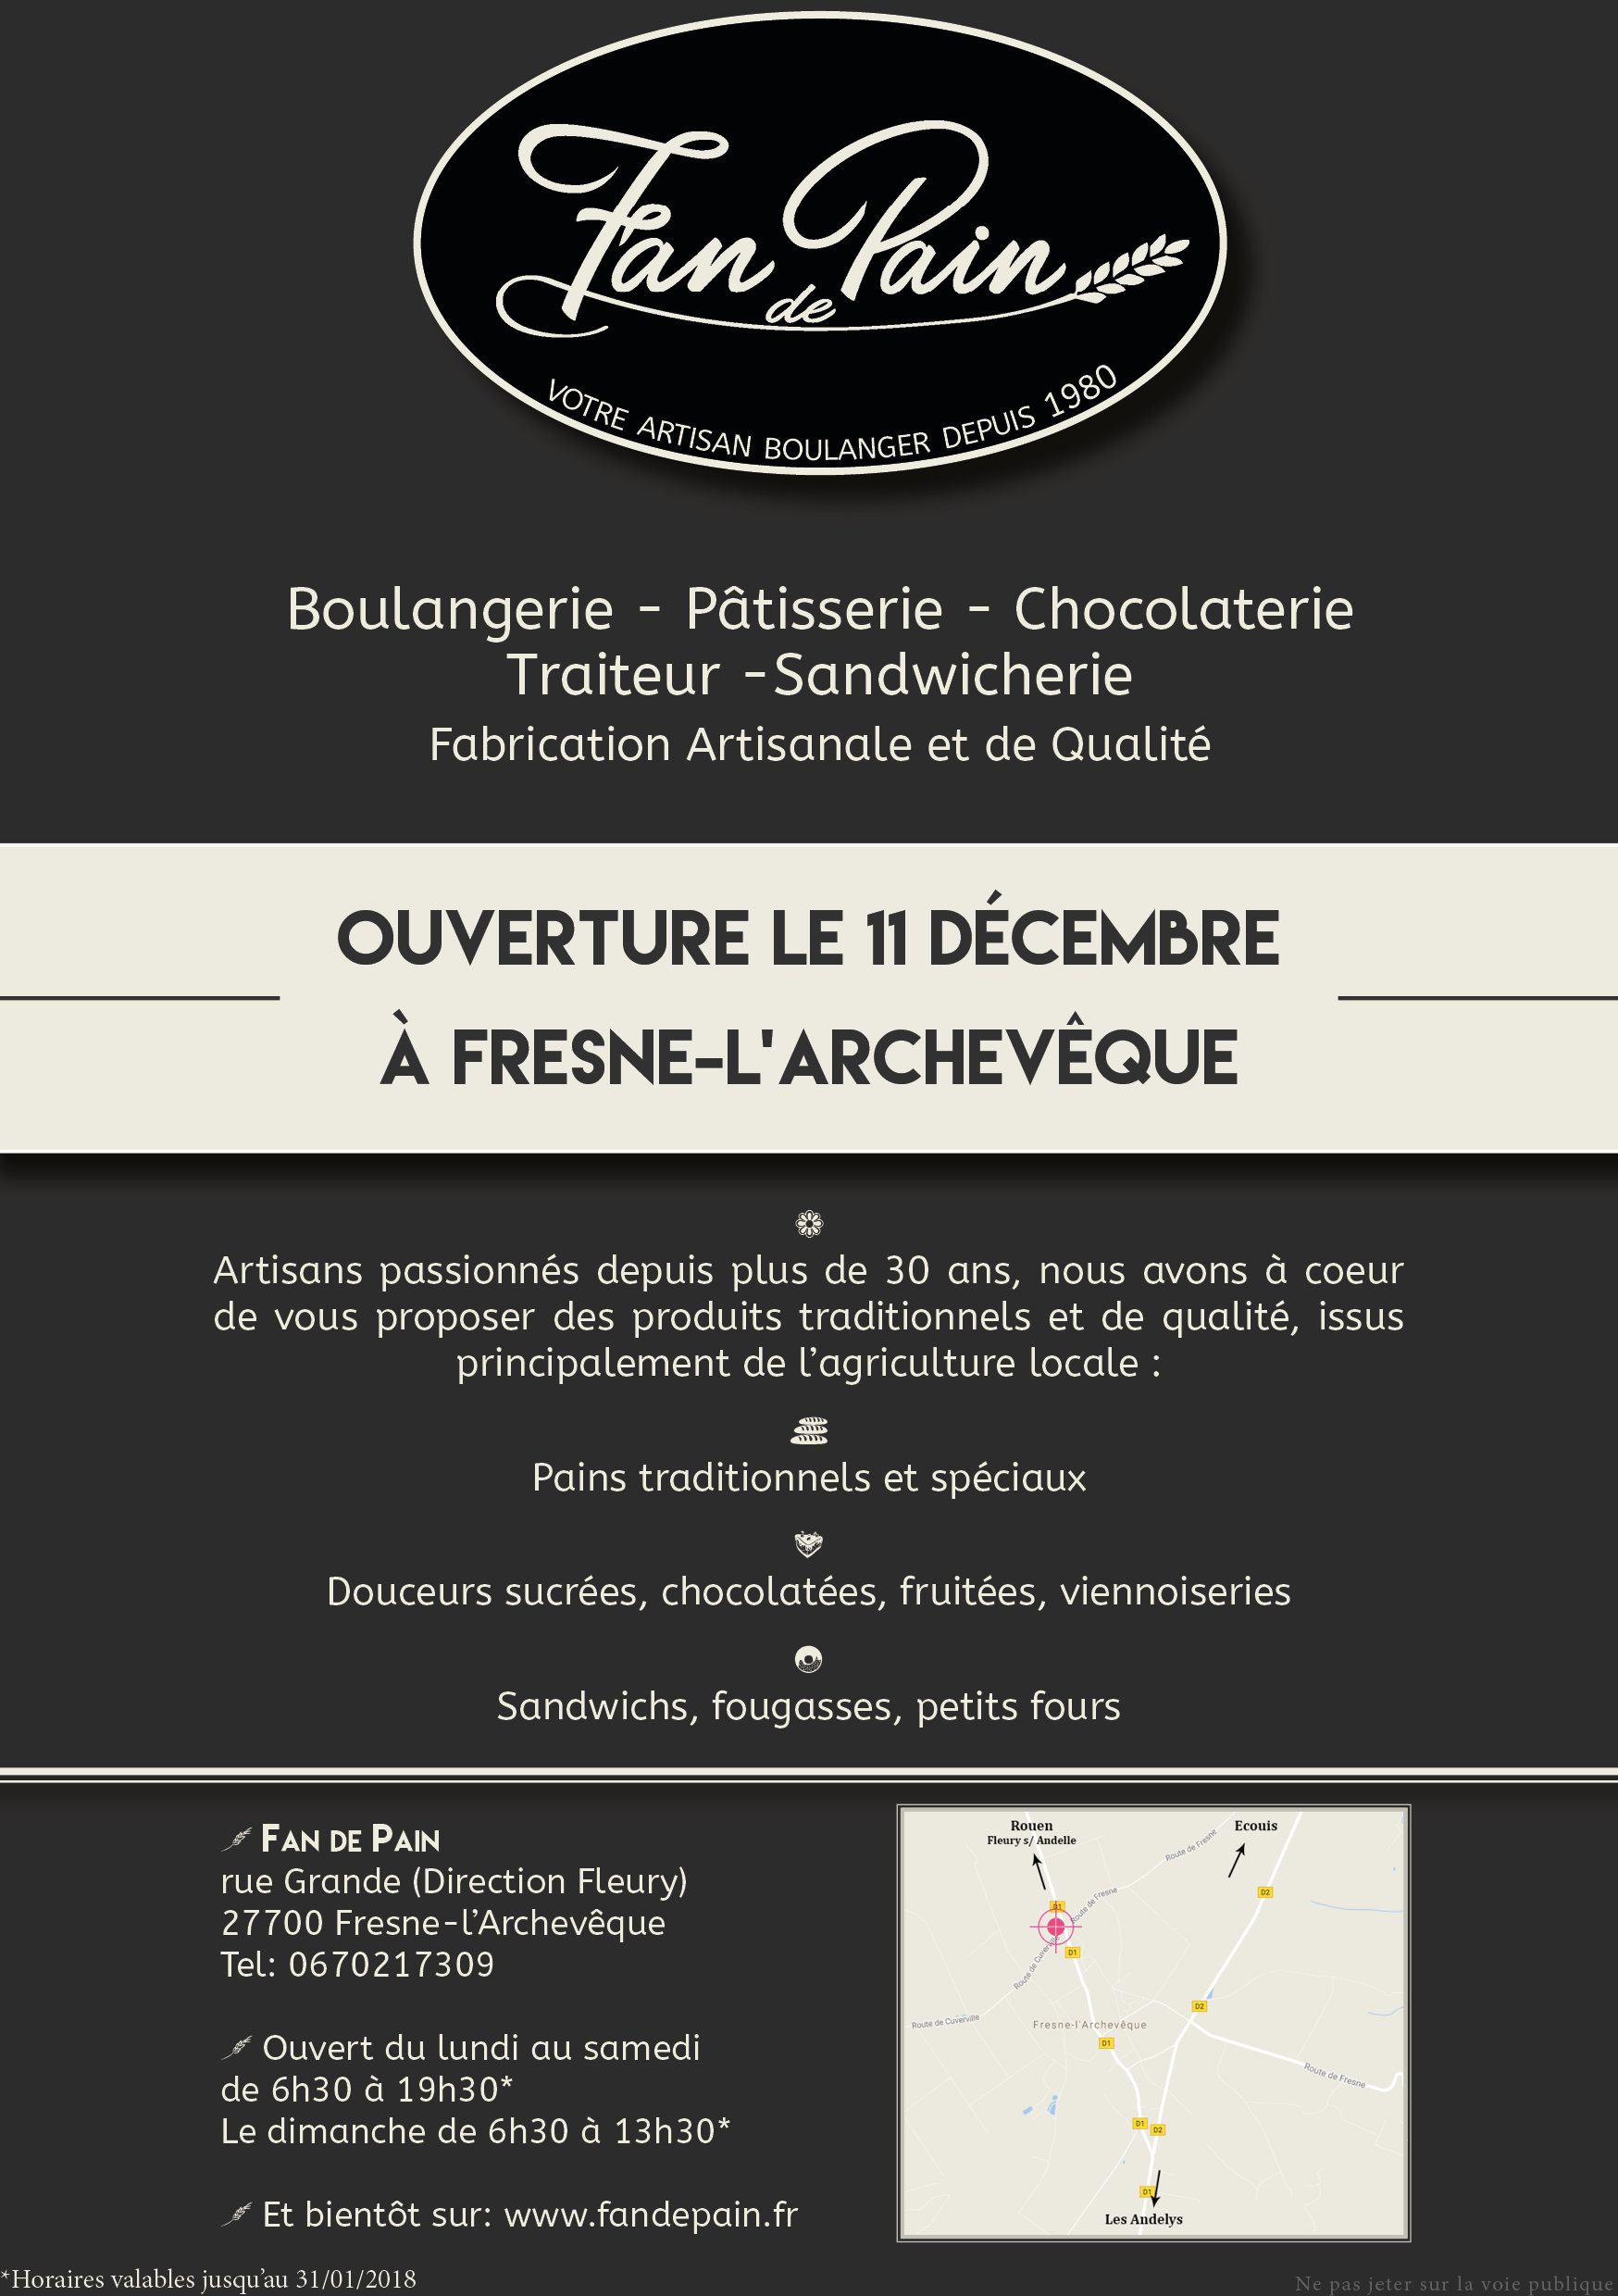 Fan de Pain
VOTRE ARTISAN BOULANGER DEPUIS 1980
Boulangerie - Pâtisserie - Chocolaterie
Traiteur -Sandwicherie
Fabrication Artisanale et de Qualité
OUVERTURE LE 11 DÉCEMBRE
À FRESNE-L'ARCHEVÊQUE
Artisans passionnés depuis plus de 30 ans, nous avons à coeur
de vous proposer des produits traditionnels et de qualité, issus
principalement de l’agriculture locale :
Pains traditionnels et spéciaux
Douceurs sucrées, chocolatées, fruitées, viennoiseries
Sandwichs, fougasses, petits fours
FAN DE PAIN
rue Grande (Direction Fleury)
27700 Fresne-l’Archevêque
Tel: 0670217309
Ouvert du lundi au samedi
de 6h30 à 19h30*
Le dimanche de 6h30 à 13h30*
Et bientôt sur: www.fandepain.fr
Rouen
Fleury s/ Andelle
Ecouis
Route de Fresne
D2
Route de Fresne
D1
D1
Route de Cuverville
D2
Route de Cuverville
Fresne-l'Archevêque
D1
Route de Fresne
D1
D2
D1
Les Andelys
*Horaires valables jusqu’au 31/01/2018
Ne pas jeter sur la voie publique